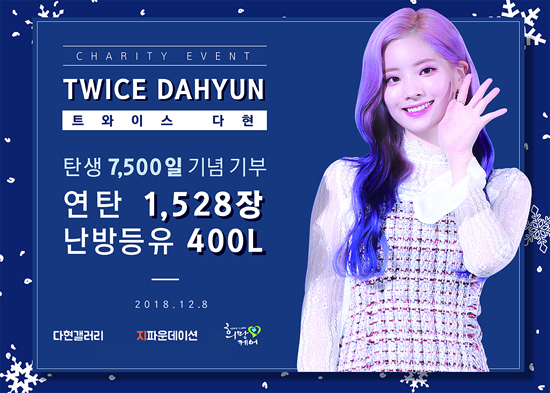 CHARITY EVENT
TWICE DAHYUN
트와이스 다현
탄생 7,500일 기념 기부
연탄 1,528장
난방등유 400L
2018.12.8
다현갤러리 지파운데이션 희망케어